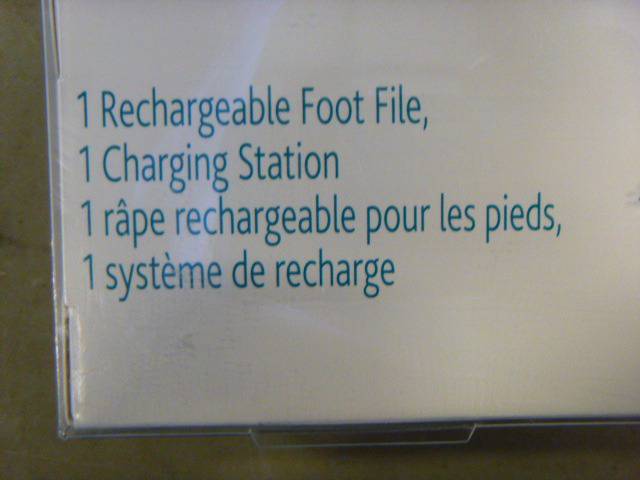 1 Rechargeable Foot File,
1 Charging Station
1 râpe rechargeable pour les pieds,
1 système de recharge